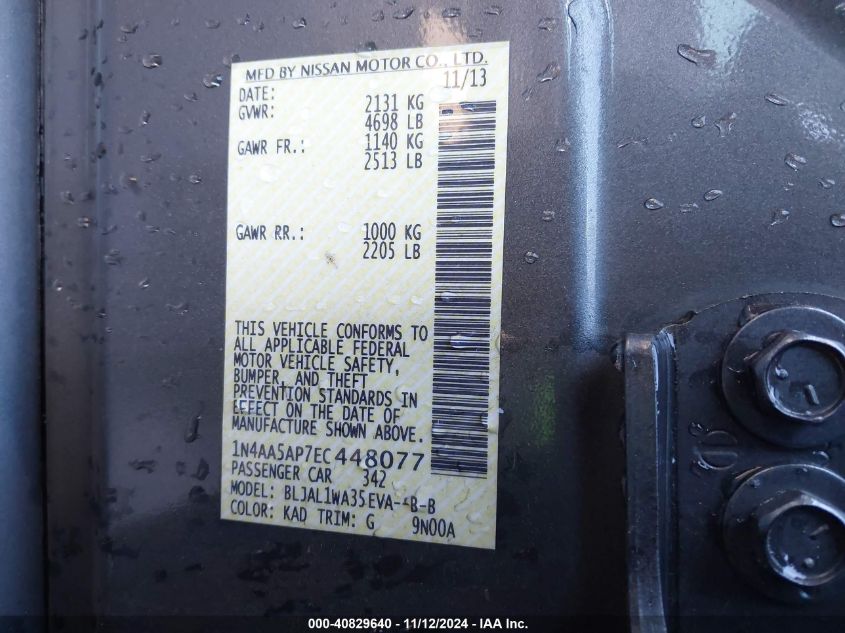 MFD BY NISSAN MOTOR CO., LTD.
DATE: 11/13
GVWR: 2131 KG
4698 LB
GAWR FR.: 1140 KG
2513 LB
GAWR RR.: 1000 KG
2205 LB
THIS VEHICLE CONFORMS TO
ALL APPLICABLE FEDERAL
MOTOR VEHICLE SAFETY,
BUMPER, AND THEFT
PREVENTION STANDARDS IN
EFFECT ON THE DATE OF
MANUFACTURE SHOWN ABOVE.
1N4AA5AP7EC448077
PASSENGER CAR 342
MODEL: BLJAL1WA35EVA--B-B
COLOR: KAD TRIM: G 9N00A
000-40829640 - 11/12/2024 - IAA Inc.